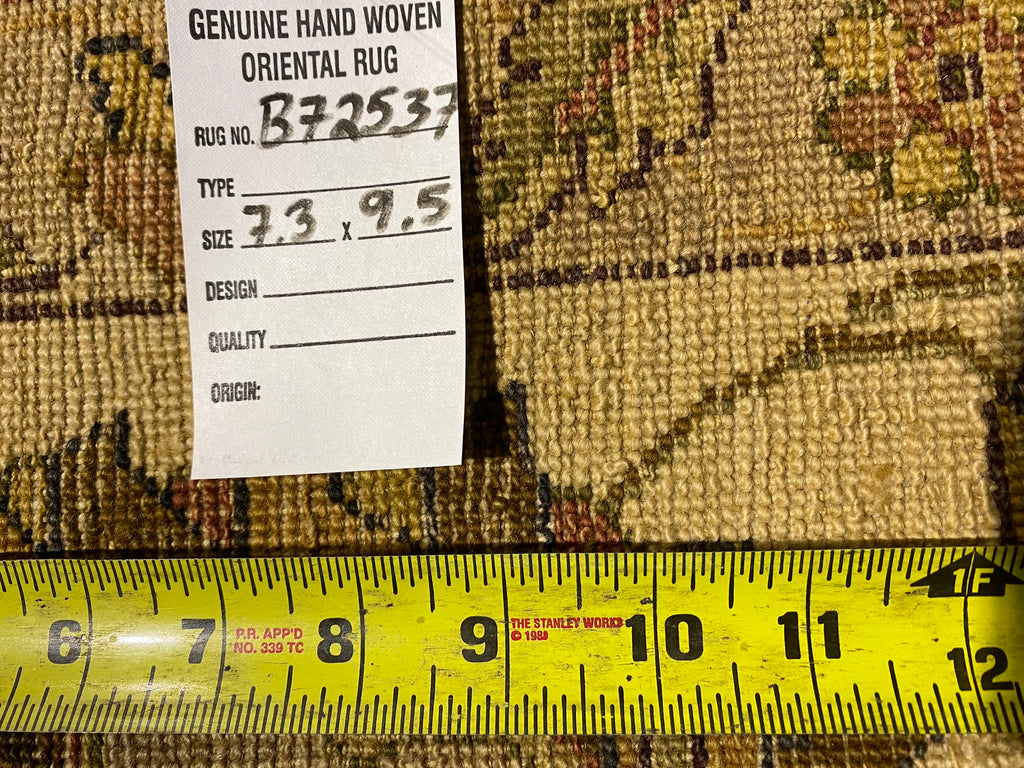 GENUINE HAND WOVEN
ORIENTAL RUG
RUG NO. B72537
TYPE
SIZE 7.3 x 9.5
DESIGN
QUALITY
ORIGIN:
1F
6 7 P.R. APP'D 8 9 THE STANLEY WORKS 10 11
NO. 339 TC © 1989
12